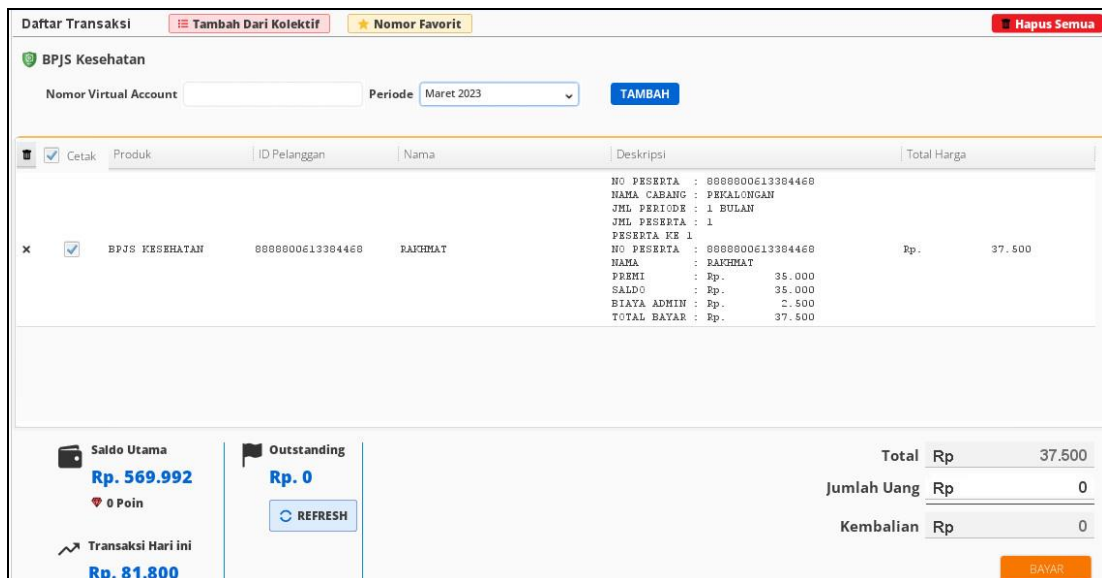 Daftar Transaksi Tambah Dari Kolektif Nomor Favorit Hapus Semua
BPJS Kesehatan
Nomor Virtual Account Periode Maret 2023 TAMBAH
Cetak Produk ID Pelanggan Nama Deskripsi Total Harga
NO PESERTA : 8888800613384468
NAMA CABANG : PEKALONGAN
JML PERIODE : 1 BULAN
JML PESERTA : 1
PESERTA KE 1
x BPJS KESEHATAN 8888800613384468 RAKHMAT NO PESERTA : 8888800613384468 Rp. 37.500
NAMA : RAKHMAT
PREMI : Rp. 35.000
SALDO : Rp. 35.000
BIAYA ADMIN : Rp. 2.500
TOTAL BAYAR : Rp. 37.500
Saldo Utama Outstanding Total Rp 37.500
Rp. 569.992 Rp. 0 Jumlah Uang Rp 0
0 Poin REFRESH Kembalian Rp 0
Transaksi Hari ini
Rp. 81.800 BAYAR